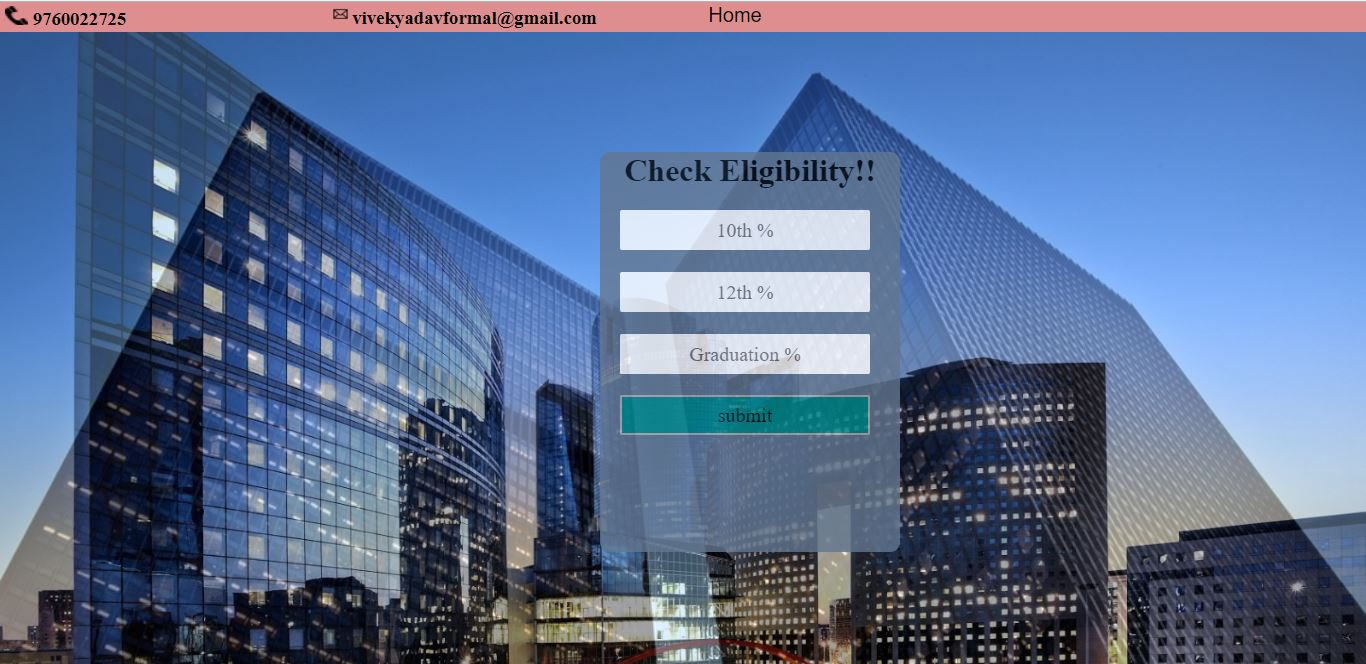 9760022725 vivekyadavformal@gmail.com Home
Check Eligibility!!
10th %
12th %
Graduation %
submit